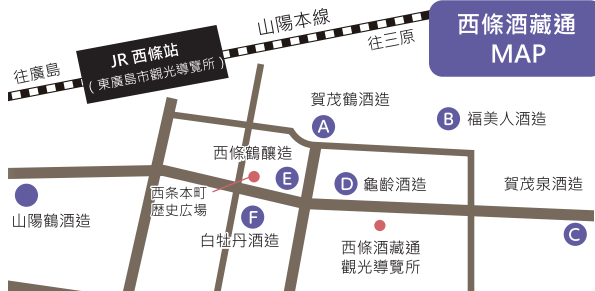 西條酒藏通
MAP
山陽本線
往三原
JR 西條站
(東廣島市觀光導覽所)
往廣島
賀茂鶴酒造
A
B 福美人酒造
西條鶴釀造
E
D 龜齡酒造
賀茂泉酒造
C
西条本町
歴史広場
F
白牡丹酒造
山陽鶴酒造
西條酒藏通
觀光導覽所